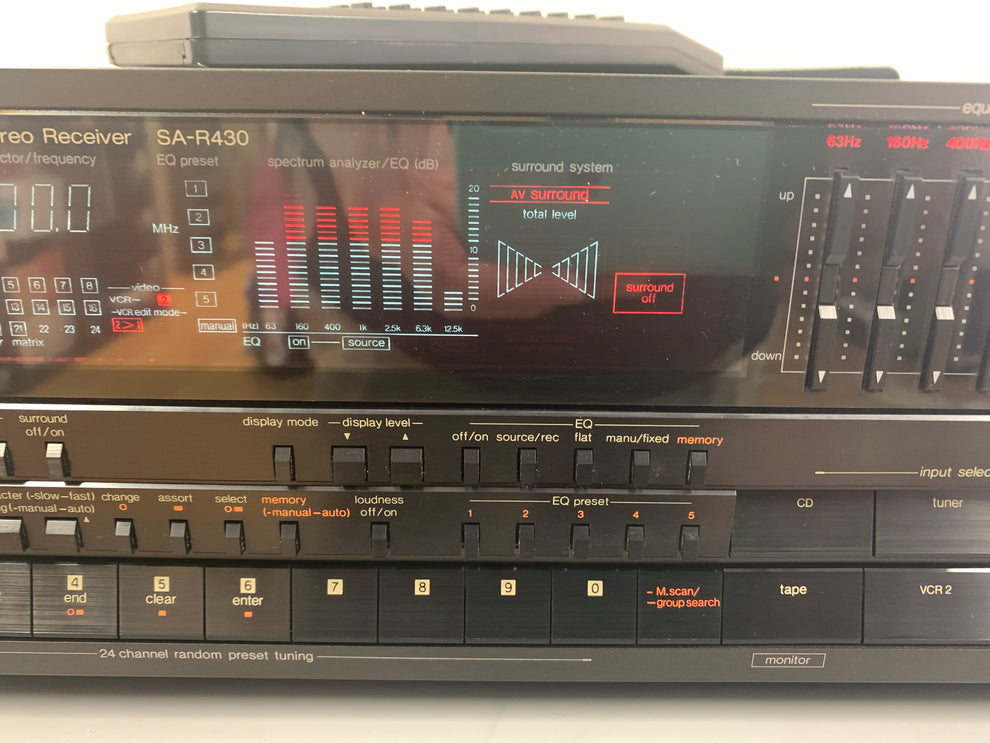 reo Receiver SA-R430
equ
ctor/frequency EQ preset spectrum analyzer/EQ (dB) surround system
63Hz 160Hz 400Hz
1
20
AV surround
up
total level
00.0
2
MHz
3
10
4
surround
off
5 6 7 8
video
VCR— 2
5
0
13 14 15 16
-VCR edit mode-
2>1
manual (Hz) 63 160 400 1k 2.5k 6.3k 12.5k
21 22 23 24
EQ on source
matrix
down
surround
off/on
display mode display level
▼ ▲
EQ
off/on source/rec flat manu/fixed memory
input selec
acter (-slow-fast) change assort select memory loudness
g(-manual-auto) (-manual-auto) off/on
EQ preset
1 2 3 4 5
CD tuner
4 end
5 clear
6 enter
7 8 9 0
- M.scan/
- group search
tape VCR 2
24 channel random preset tuning
monitor